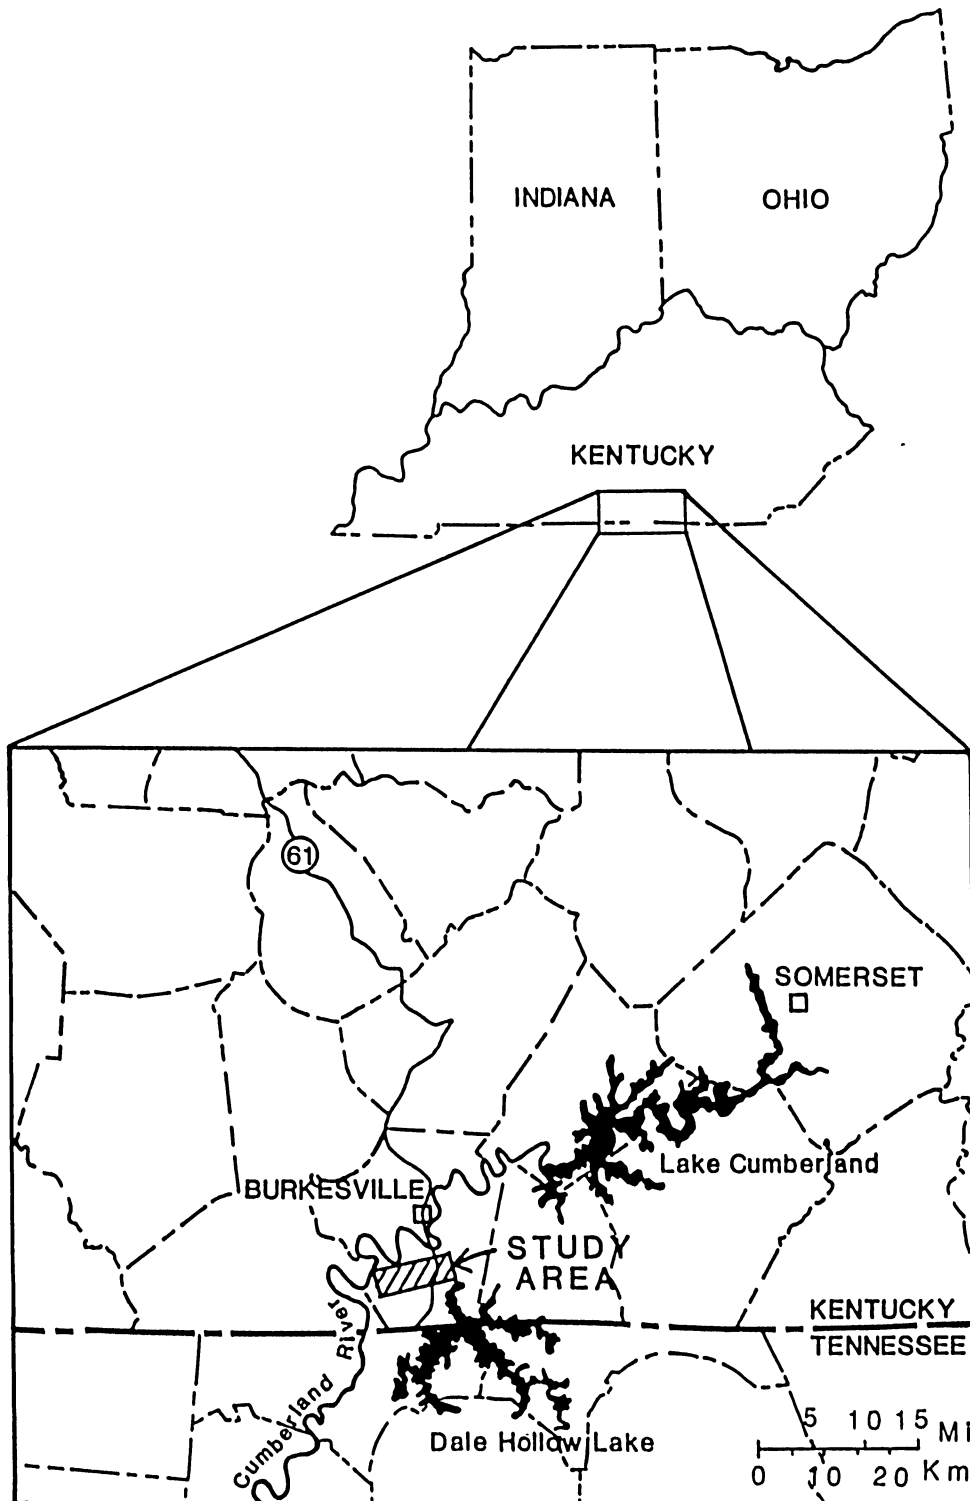 INDIANA
OHIO
KENTUCKY
61
SOMERSET
Lake Cumberland
BURKESVILLE
STUDY
AREA
KENTUCKY
TENNESSEE
Cumberland River
Dale Hollow Lake
5 10 15 Mi
0 10 20 Km